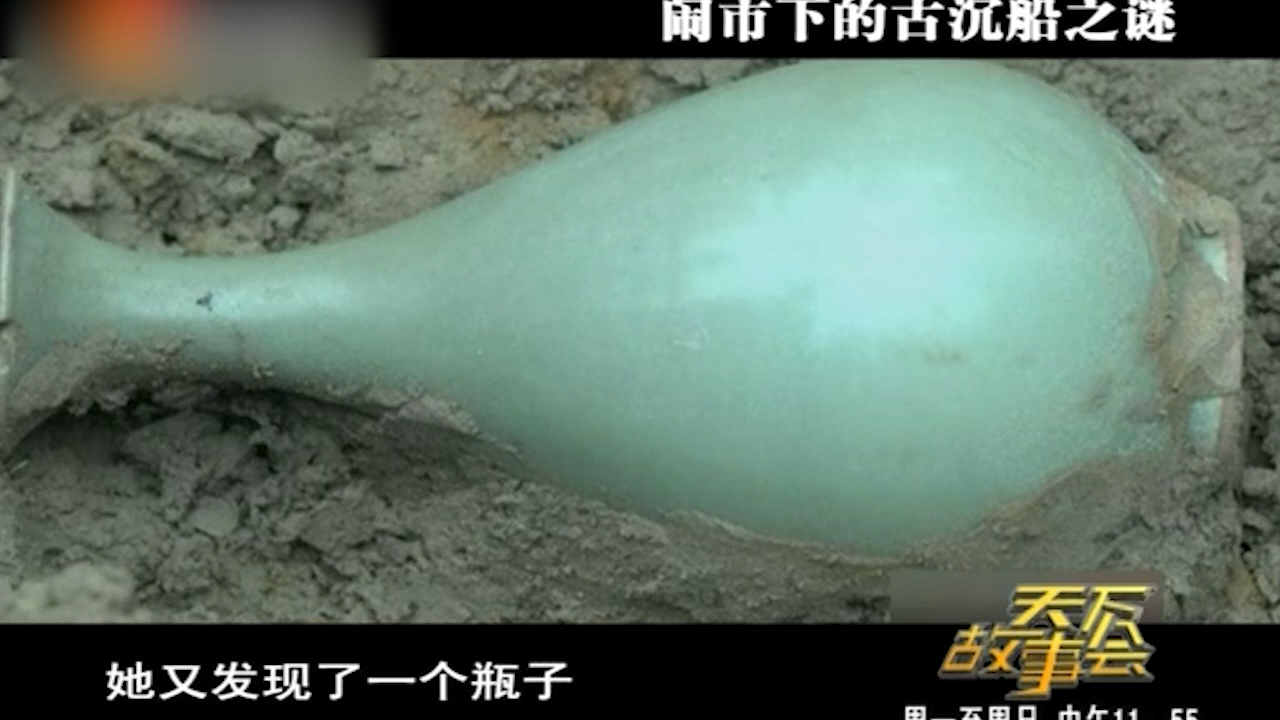 闹市下的古沉船之谜
天下
故事会
她又发现了一个瓶子
周一至周日 中午11:55